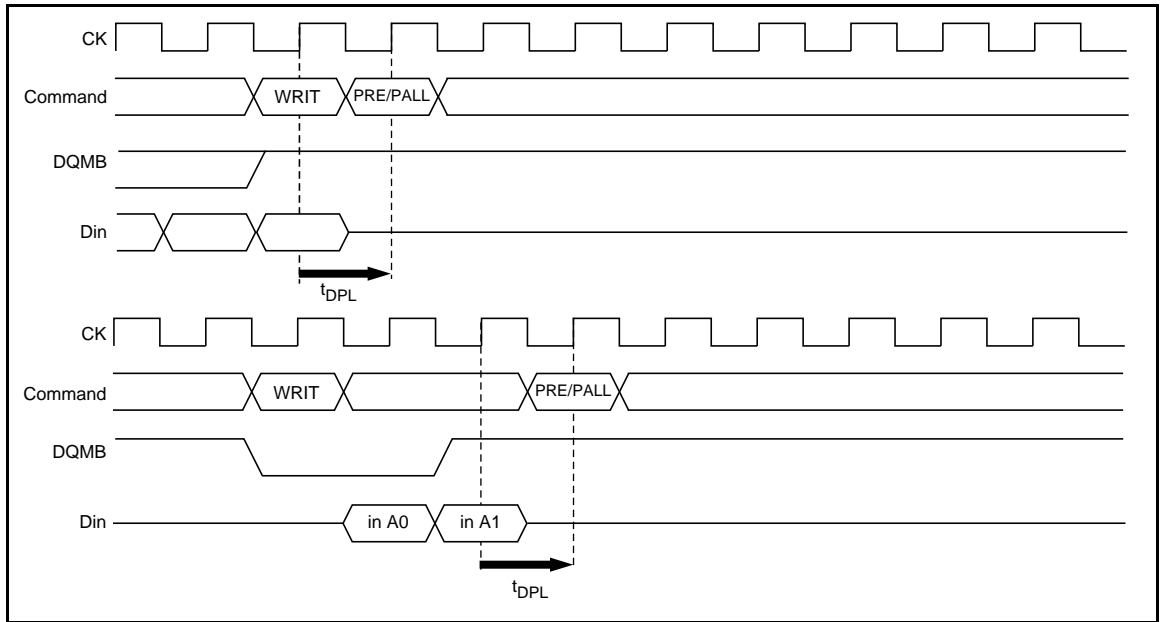 CK
Command WRIT PRE/PALL
DQMB
Din
tDPL
CK
Command WRIT PRE/PALL
DQMB
Din in A0 in A1
tDPL